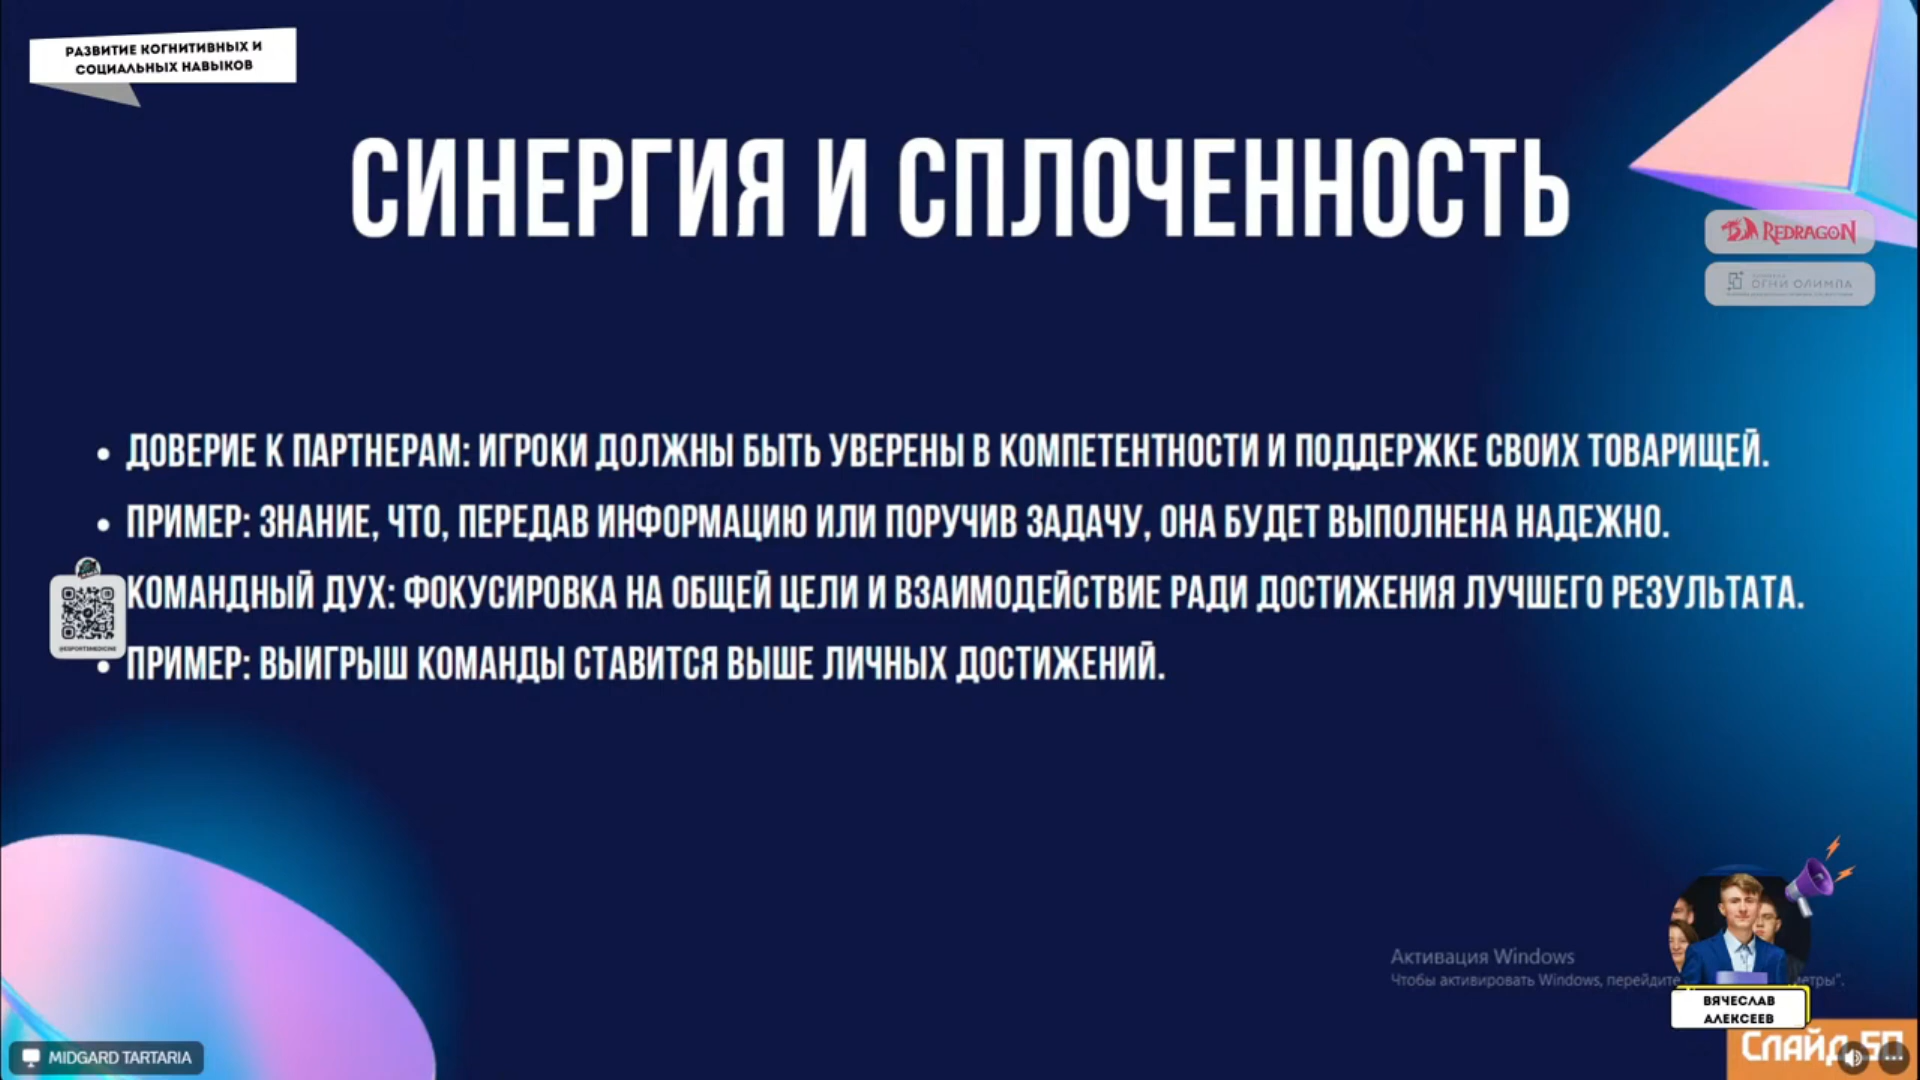 РАЗВИТИЕ КОГНИТИВНЫХ И
СОЦИАЛЬНЫХ НАВЫКОВ
СИНЕРГИЯ И СПЛОЧЕННОСТЬ
REDRAGON
ОГНИ ОЛИМПА
• ДОВЕРИЕ К ПАРТНЕРАМ: ИГРОКИ ДОЛЖНЫ БЫТЬ УВЕРЕНЫ В КОМПЕТЕНТНОСТИ И ПОДДЕРЖКЕ СВОИХ ТОВАРИЩЕЙ.
• ПРИМЕР: ЗНАНИЕ, ЧТО, ПЕРЕДАВ ИНФОРМАЦИЮ ИЛИ ПОРУЧИВ ЗАДАЧУ, ОНА БУДЕТ ВЫПОЛНЕНА НАДЕЖНО.
КОМАНДНЫЙ ДУХ: ФОКУСИРОВКА НА ОБЩЕЙ ЦЕЛИ И ВЗАИМОДЕЙСТВИЕ РАДИ ДОСТИЖЕНИЯ ЛУЧШЕГО РЕЗУЛЬТАТА.
@ESPORTSMEDICINE
• ПРИМЕР: ВЫИГРЫШ КОМАНДЫ СТАВИТСЯ ВЫШЕ ЛИЧНЫХ ДОСТИЖЕНИЙ.
Активация Windows
Чтобы активировать Windows, перейдите
ВЯЧЕСЛАВ
АЛЕКСЕЕВ
MIDGARD TARTARIA
Слайд